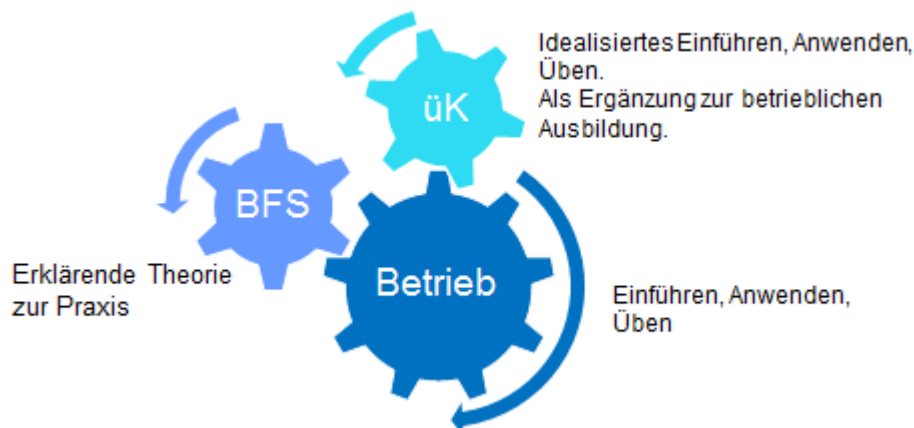 Idealisiertes Einführen, Anwenden,
Üben.
Als Ergänzung zur betrieblichen
Ausbildung.
üK
BFS
Erklärende Theorie
zur Praxis
Betrieb
Einführen, Anwenden,
Üben